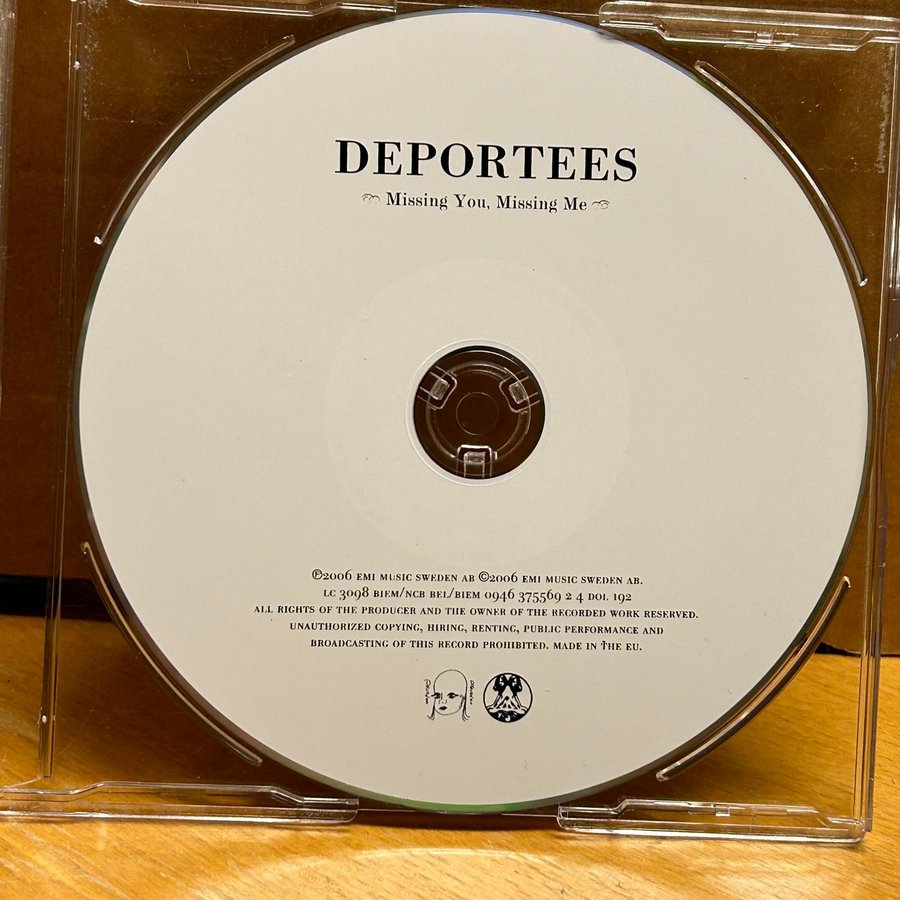 DEPORTEES
Missing You, Missing Me
℗2006 EMI MUSIC SWEDEN AB ©2006 EMI MUSIC SWEDEN AB.
LC 3098 BIEM/NCB BEL/BIEM 0946 375569 2 4 DOI. 192
ALL RIGHTS OF THE PRODUCER AND THE OWNER OF THE RECORDED WORK RESERVED.
UNAUTHORIZED COPYING, HIRING, RENTING, PUBLIC PERFORMANCE AND
BROADCASTING OF THIS RECORD PROHIBITED. MADE IN THE EU.